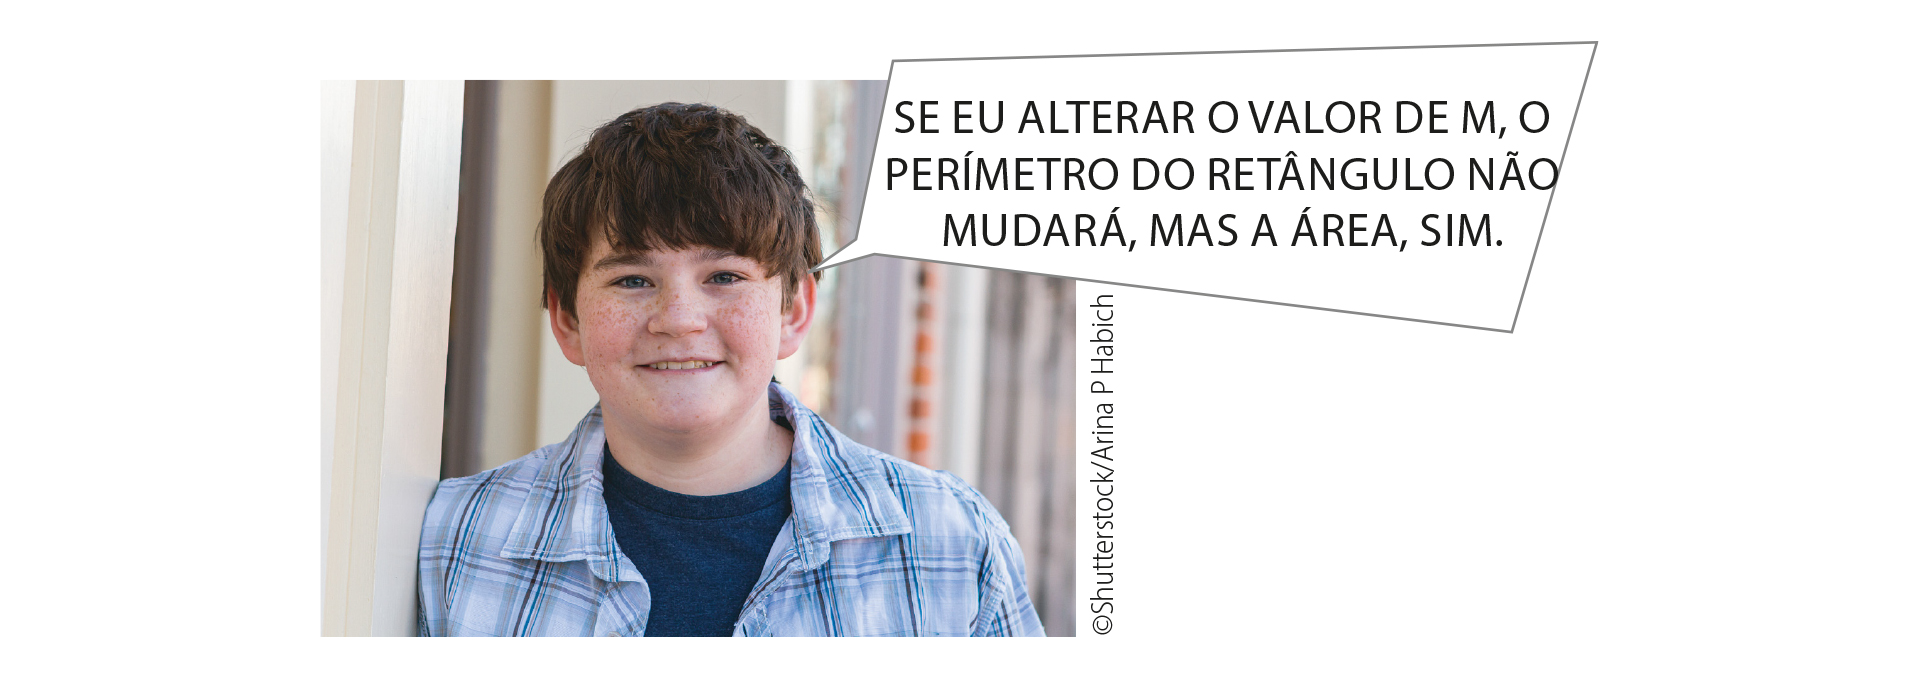 SE EU ALTERAR O VALOR DE M, O
PERÍMETRO DO RETÂNGULO NÃO
MUDARÁ, MAS A ÁREA, SIM.
©Shutterstock/Arina P Habich